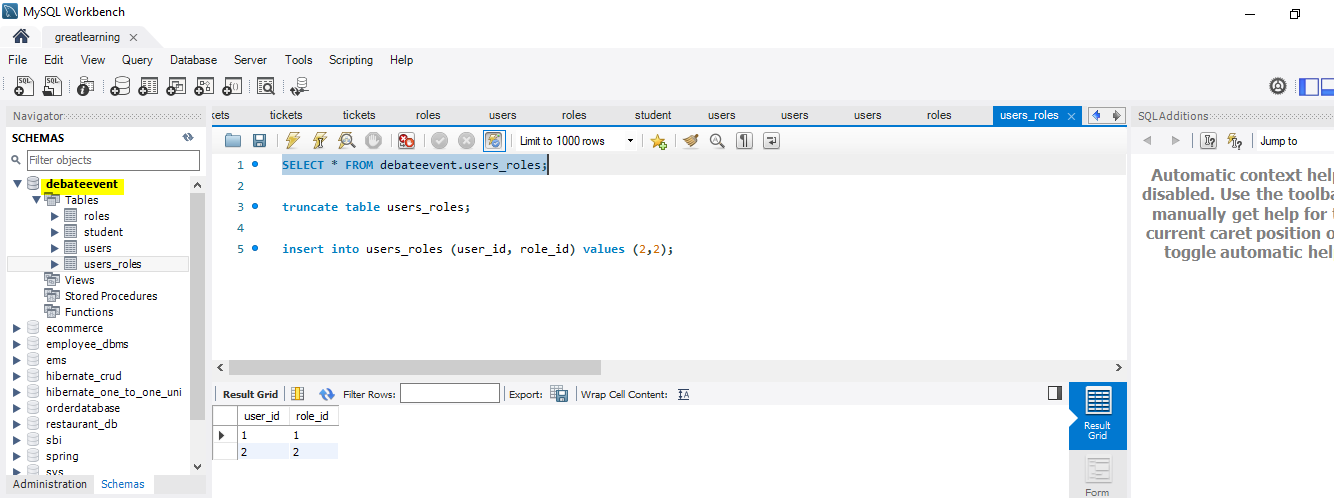 MySQL Workbench
greatlearning
File Edit View Query Database Server Tools Scripting Help
Navigator
SCHEMAS
Filter objects
debateevent
Tables
roles
student
users
users_roles
Views
Stored Procedures
Functions
ecommerce
employee_dbms
ems
hibernate_crud
hibernate_one_to_one_uni
orderdatabase
restaurant_db
sbi
spring
sys
Administration Schemas
kets tickets tickets roles users roles student users users users roles users_roles
Limit to 1000 rows
1 SELECT * FROM debateevent.users_roles;
2
3 truncate table users_roles;
4
5 insert into users_roles (user_id, role_id) values (2,2);
Result Grid Filter Rows: Export: Wrap Cell Content:
user_id role_id
1 1
2 2
Result
Grid
Form
SQLAdditions
Jump to
Automatic context help
disabled. Use the toolba
manually get help for t
current caret position o
toggle automatic hel